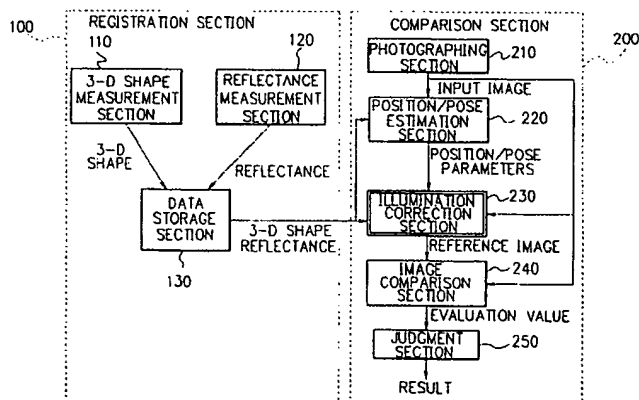 100
REGISTRATION SECTION
110
120
3-D SHAPE
MEASUREMENT
SECTION
REFLECTANCE
MEASUREMENT
SECTION
3-D
SHAPE
REFLECTANCE
DATA
STORAGE
SECTION
130
3-D SHAPE
REFLECTANCE
COMPARISON SECTION
200
PHOTOGRAPHING
SECTION
210
INPUT IMAGE
POSITION/POSE
ESTIMATION
SECTION
220
POSITION/POSE
PARAMETERS
230
ILLUMINATION
CORRECTION
SECTION
REFERENCE IMAGE
240
IMAGE
COMPARISON
SECTION
EVALUATION VALUE
JUDGMENT
SECTION
250
RESULT